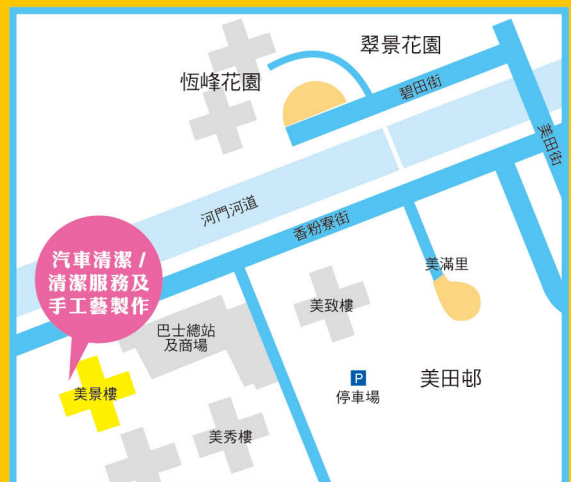 翠景花園
恆峰花園
碧田街
美田街
河門河道
香粉寮街
汽車清潔 /
清潔服務及
手工藝製作
美滿里
美致樓
巴士總站
及商場
P
停車場
美田邨
美景樓
美秀樓